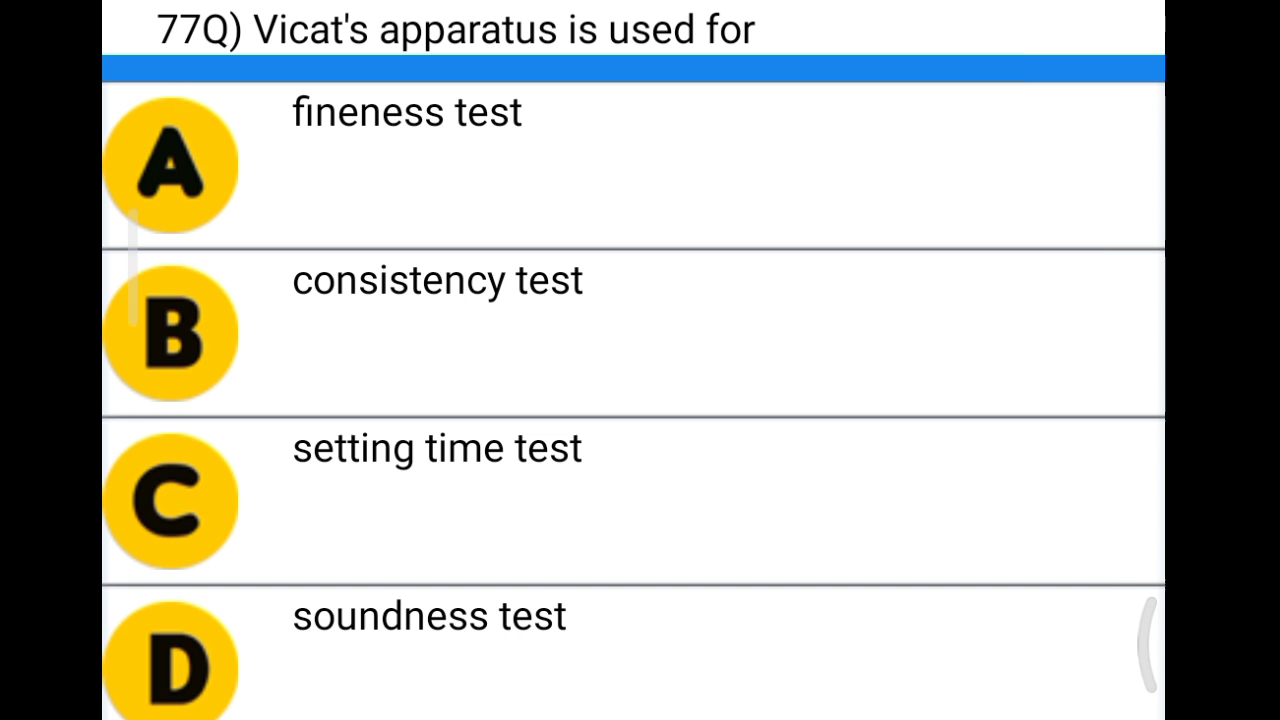 77Q) Vicat's apparatus is used for
A
fineness test
B
consistency test
C
setting time test
D
soundness test